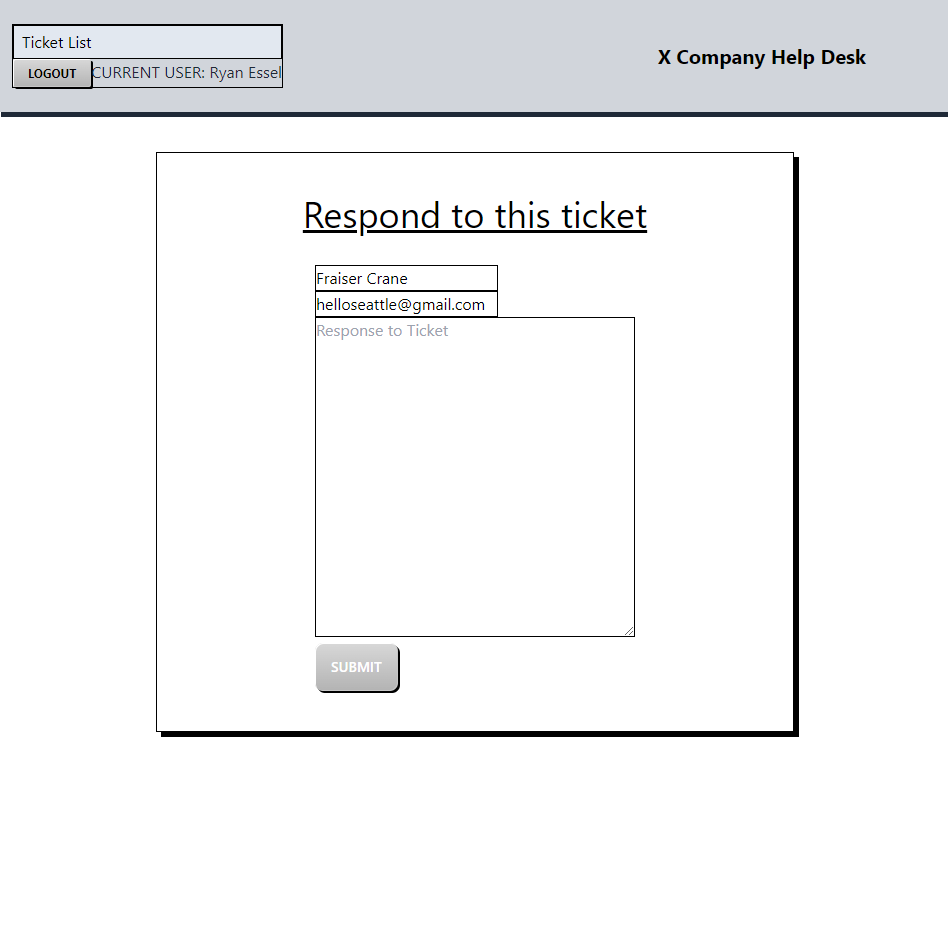 Ticket List
LOGOUT CURRENT USER: Ryan Essel
X Company Help Desk
Respond to this ticket
Fraiser Crane
helloseattle@gmail.com
Response to Ticket
SUBMIT